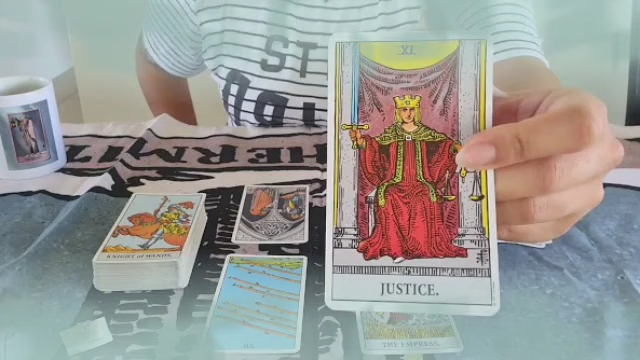 XI
JUSTICE.
KNIGHT of WANDS.
THE EMPRESS.
HERMIT
ST